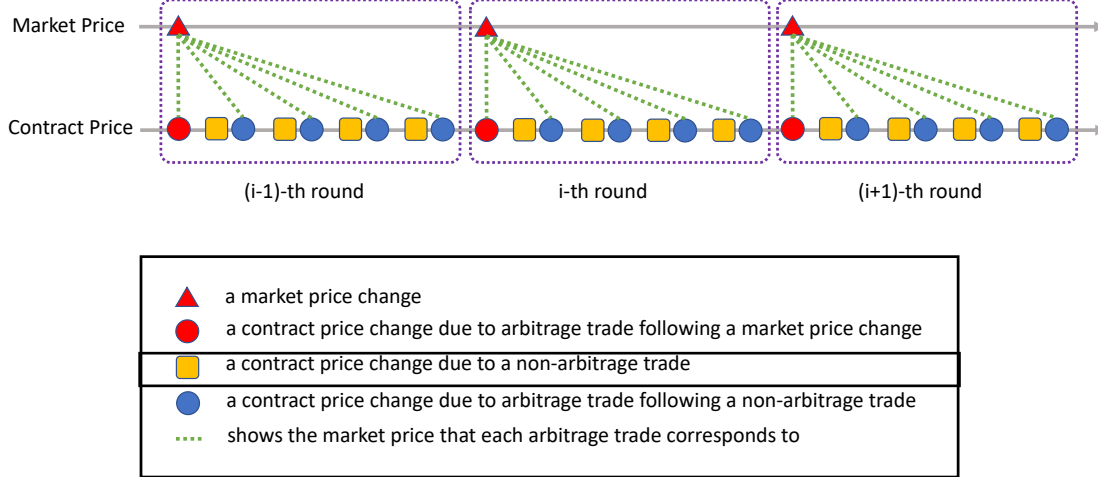 Market Price
Contract Price
(i-1)-th round
i-th round
(i+1)-th round
a market price change
a contract price change due to arbitrage trade following a market price change
a contract price change due to a non-arbitrage trade
a contract price change due to arbitrage trade following a non-arbitrage trade
shows the market price that each arbitrage trade corresponds to